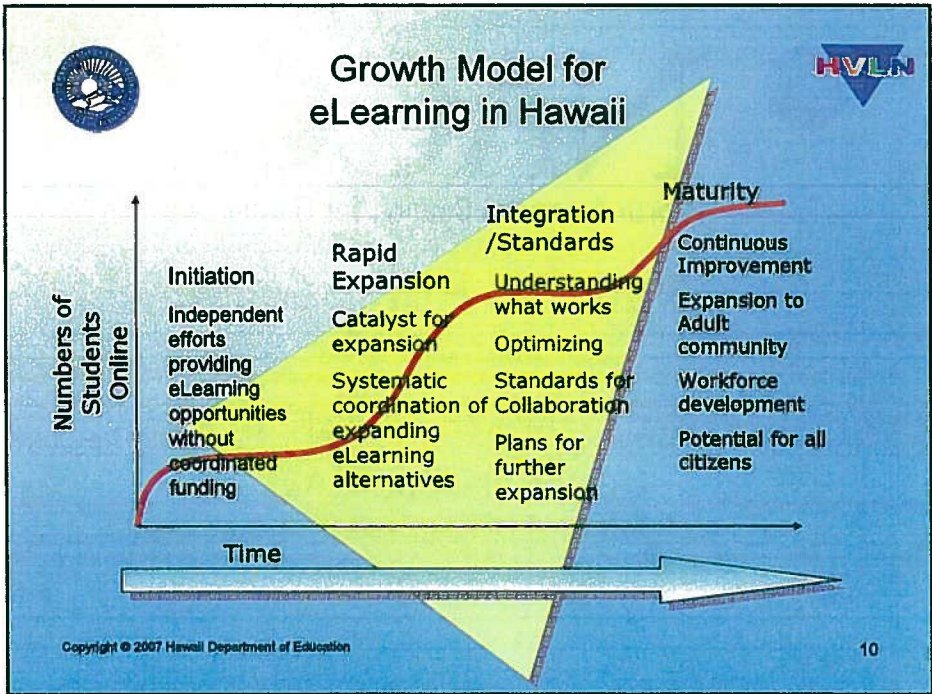 Growth Model for
eLearning in Hawaii
HVLN
Numbers of
Students
Online
Initiation
Independent
efforts
providing
eLearning
opportunities
without
coordinated
funding
Rapid
Expansion
Catalyst for
expansion
Systematic
coordination of
expanding
eLearning
alternatives
Integration
/Standards
Understanding
what works
Optimizing
Standards for
Collaboration
Plans for
further
expansion
Maturity
Continuous
Improvement
Expansion to
Adult
community
Workforce
development
Potential for all
citizens
Time
Copyright © 2007 Hawaii Department of Education
10